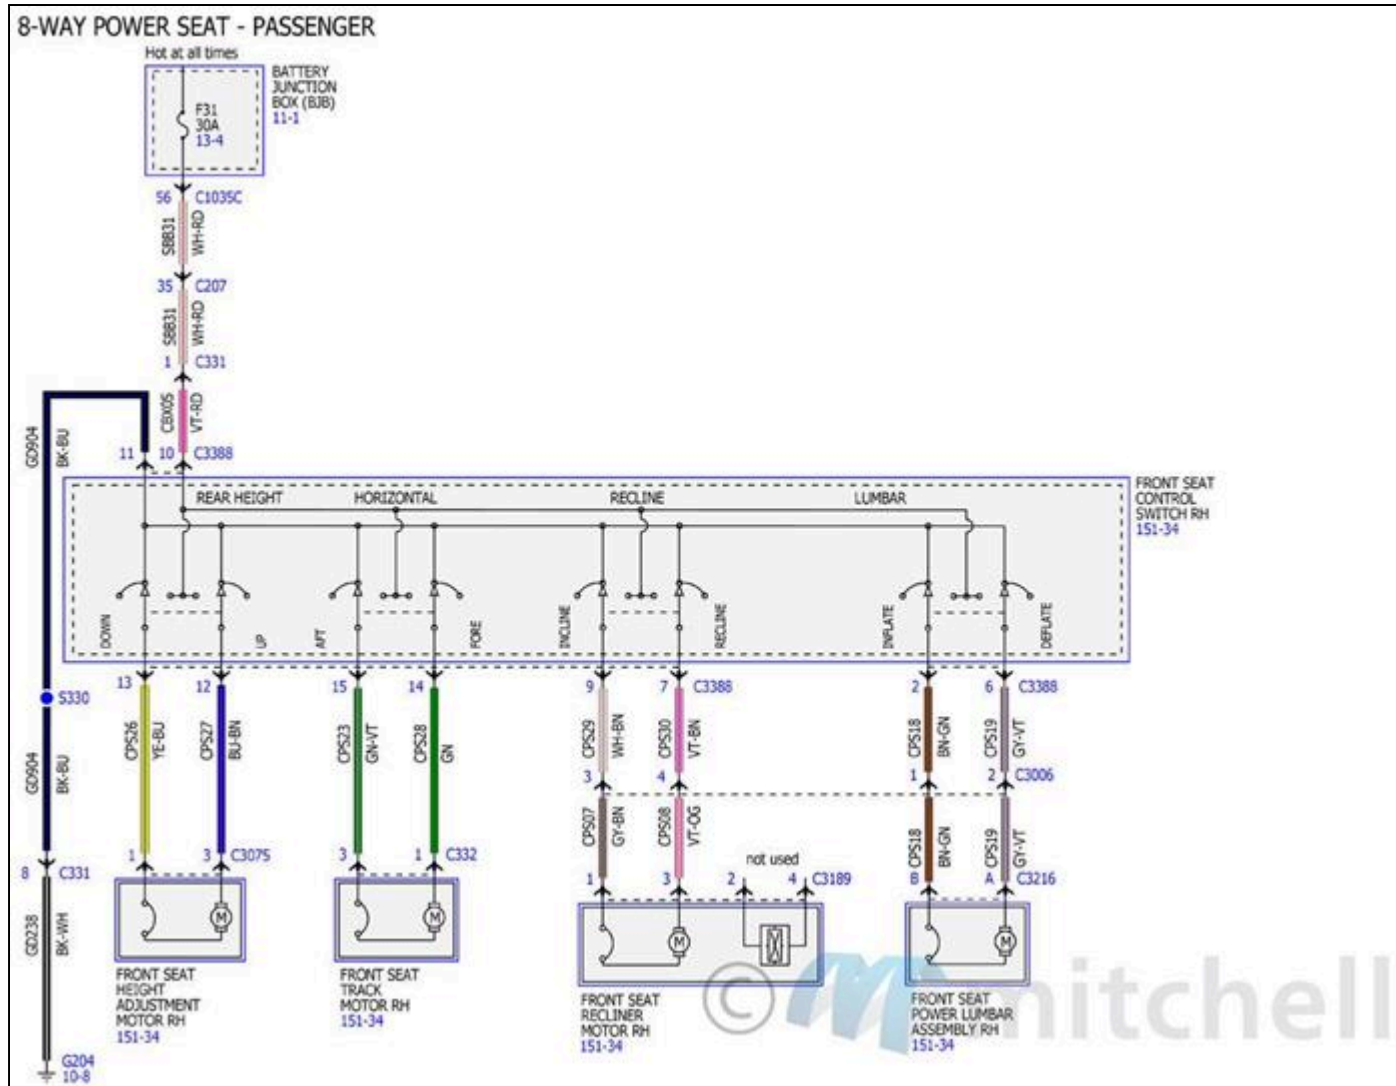 8-WAY POWER SEAT - PASSENGER
Hot at all times
BATTERY
JUNCTION
BOX (BJB)
11-1
F31
30A
13-4
56 C1035C
SBB31 WH-RD
35 C207
SBB31 WH-RD
1 C331
CBX05 VT-RD
GD904 BK-BU
11 10 C3388
REAR HEIGHT HORIZONTAL RECLINE LUMBAR
FRONT SEAT
CONTROL
SWITCH RH
151-34
DOWN UP AFT FORE INCLINE RECLINE INFLATE DEFLATE
13 12 15 14 9 7 C3388 2 6 C3388
S330
CPS26 YE-BU CPS27 BU-BN CPS23 GN-VT CPS28 GN CPS29 WH-BN CPS30 VT-BN CPS18 BN-GN CPS19 GY-VT
GD904 BK-BU
3 4 1 2 C3006
CPS07 GY-BN CPS08 VT-OG CPS18 BN-GN CPS19 GY-VT
1 3 C3075 3 1 C332 not used
8 C331 1 3 2 4 C3189 B A C3216
GD238 BK-WH
M M M M
FRONT SEAT
HEIGHT
ADJUSTMENT
MOTOR RH
151-34
FRONT SEAT
TRACK
MOTOR RH
151-34
FRONT SEAT
RECLINER
MOTOR RH
151-34
FRONT SEAT
POWER LUMBAR
ASSEMBLY RH
151-34
G204
10-8
© mitchell